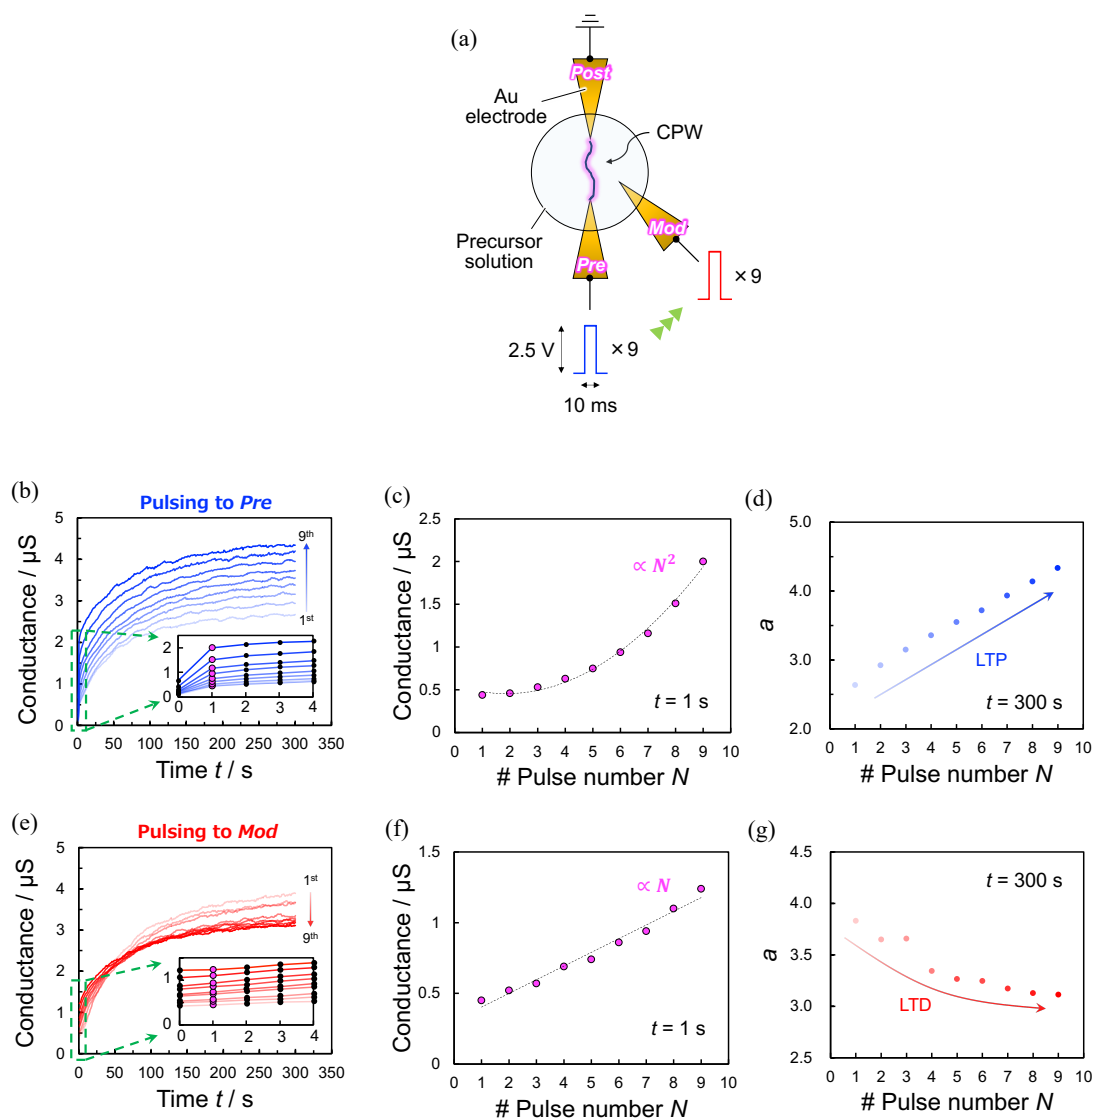 (a)
Post
Au
electrode
CPW
Precursor
solution
Mod
Pre
× 9
2.5 V
× 9
10 ms
(b)
Pulsing to Pre
Conductance / µS
5
4
3
2
1
0
9th
1st
2
1
0
0 1 2 3 4
0 50 100 150 200 250 300 350
Time t / s
(c)
Conductance / µS
2.5
2
1.5
1
0.5
0
∝ N²
t = 1 s
0 1 2 3 4 5 6 7 8 9 10
# Pulse number N
(d)
a
5.0
4.0
3.0
2.0
LTP
t = 300 s
0 1 2 3 4 5 6 7 8 9 10
# Pulse number N
(e)
Pulsing to Mod
Conductance / µS
5
4
3
2
1
0
1st
9th
1
0
0 1 2 3 4
0 50 100 150 200 250 300 350
Time t / s
(f)
Conductance / µS
1.5
1
0.5
0
∝ N
t = 1 s
0 1 2 3 4 5 6 7 8 9 10
# Pulse number N
(g)
a
4.5
4.0
3.5
3.0
2.5
t = 300 s
LTD
0 1 2 3 4 5 6 7 8 9 10
# Pulse number N